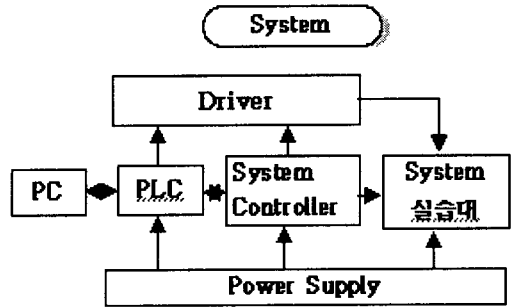 System
Driver
PC
PLC
System
Controller
System
실습대
Power Supply